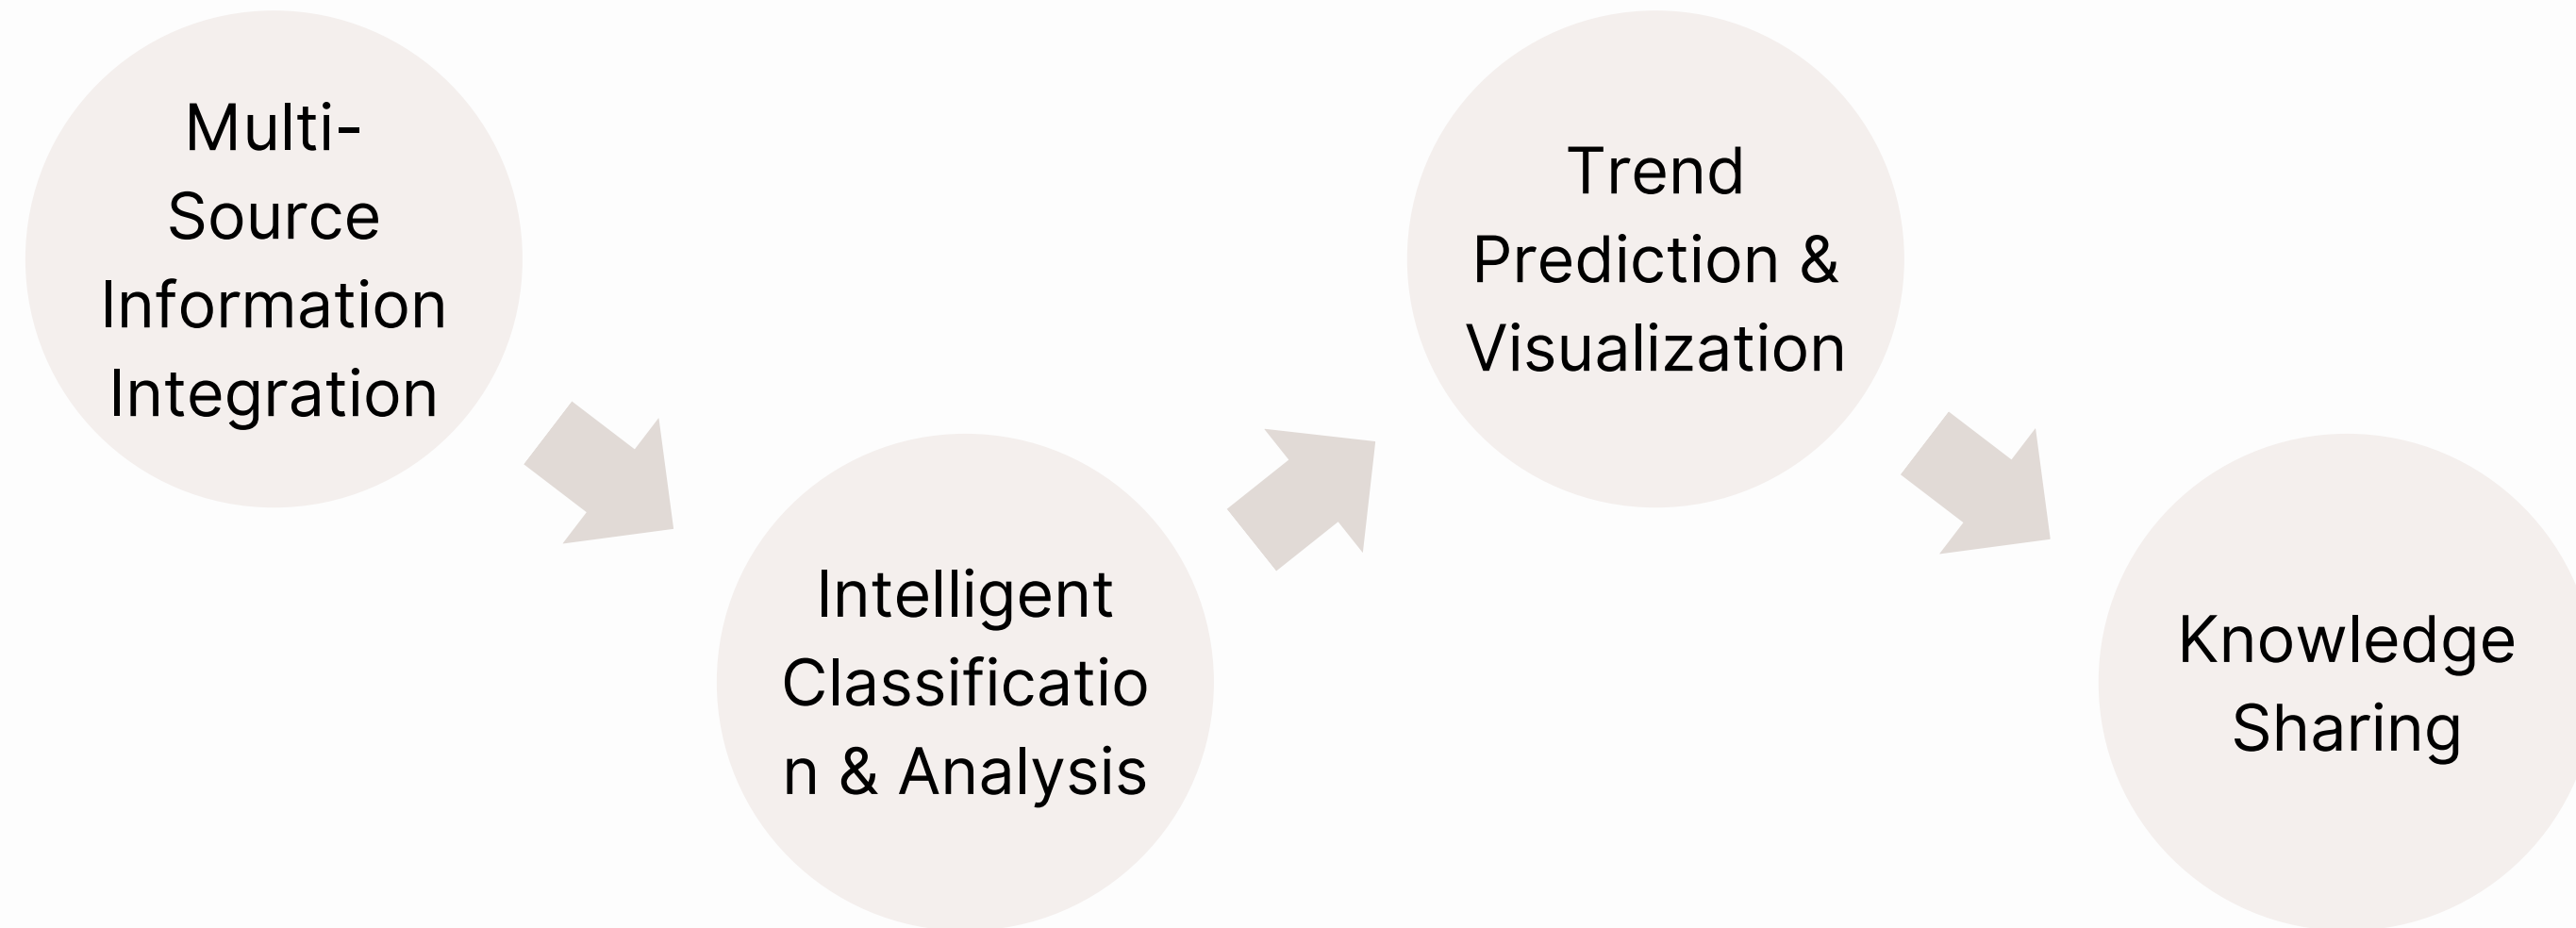 Multi-
Source
Information
Integration
Intelligent
Classificatio
n & Analysis
Trend
Prediction &
Visualization
Knowledge
Sharing